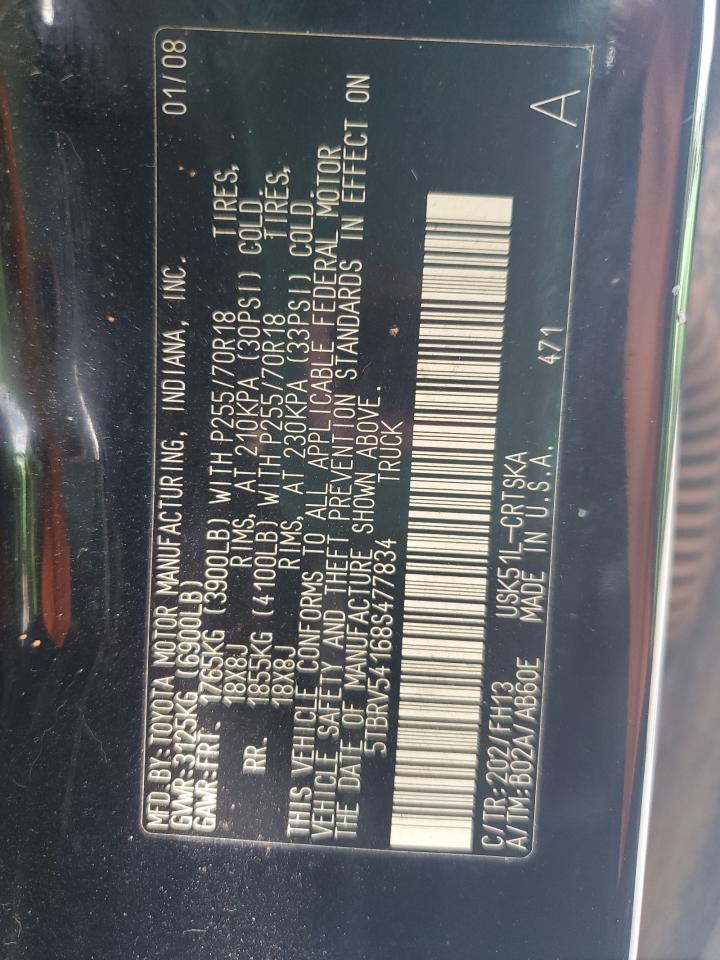 MFD.BY: TOYOTA MOTOR MANUFACTURING, INDIANA, INC. 01/08
GVWR:3125KG (6900LB)
GAWR:FRT. 1765KG (3900LB) WITH P255/70R18 TIRES,
18X8J RIMS, AT 210KPA (30PSI) COLD.
RR. 1855KG (4100LB) WITH P255/70R18 TIRES,
18X8J RIMS, AT 230KPA (33PSI) COLD.
THIS VEHICLE CONFORMS TO ALL APPLICABLE FEDERAL MOTOR
VEHICLE SAFETY AND THEFT PREVENTION STANDARDS IN EFFECT ON
THE DATE OF MANUFACTURE SHOWN ABOVE.
5TBRV54168S477834 TRUCK
C/TR:202/FH13 USK51L-CRTSKA 471 A
A/TM:B02A/AB60E MADE IN U.S.A.